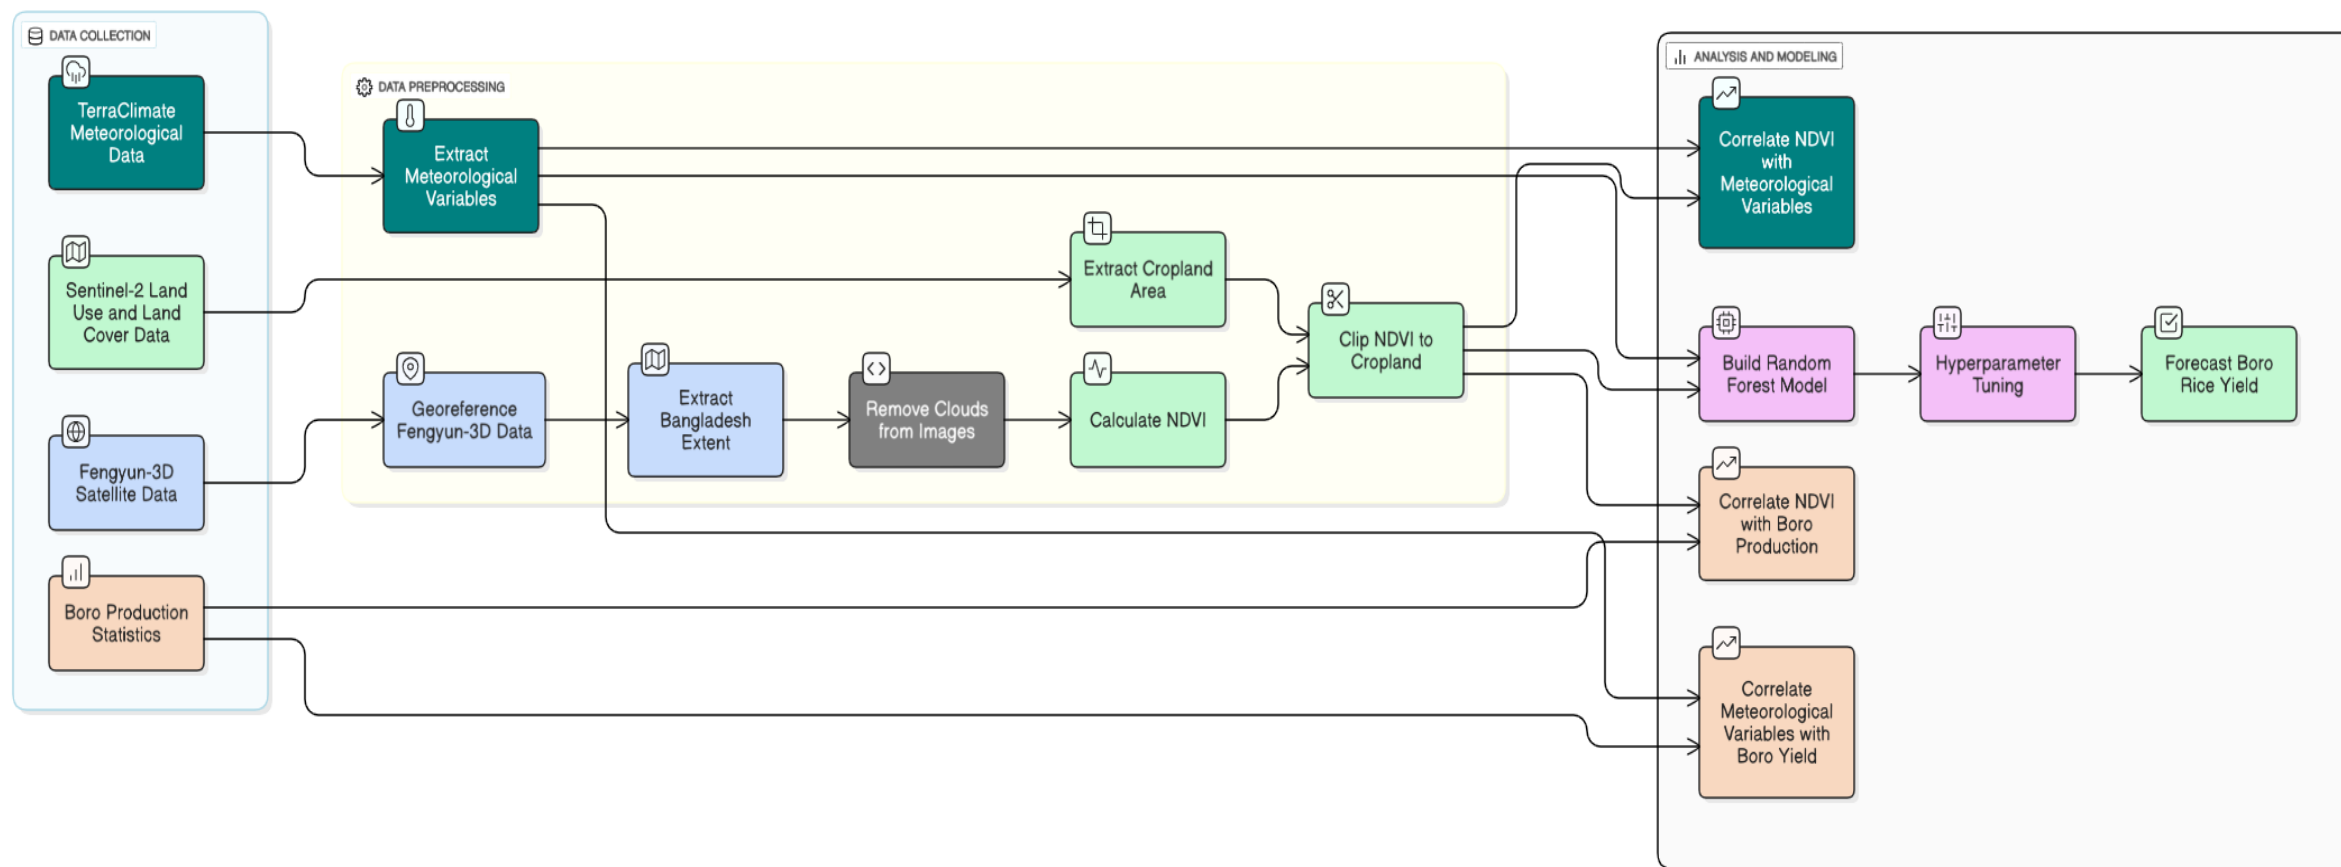 DATA COLLECTION
TerraClimate
Meteorological
Data
Sentinel-2 Land
Use and Land
Cover Data
Fengyun-3D
Satellite Data
Boro Production
Statistics
DATA PREPROCESSING
Extract
Meteorological
Variables
Georeference
Fengyun-3D Data
Extract
Bangladesh
Extent
Remove Clouds
from Images
Extract Cropland
Area
Calculate NDVI
Clip NDVI to
Cropland
ANALYSIS AND MODELING
Correlate NDVI
with
Meteorological
Variables
Build Random
Forest Model
Hyperparameter
Tuning
Forecast Boro
Rice Yield
Correlate NDVI
with Boro
Production
Correlate
Meteorological
Variables with
Boro Yield